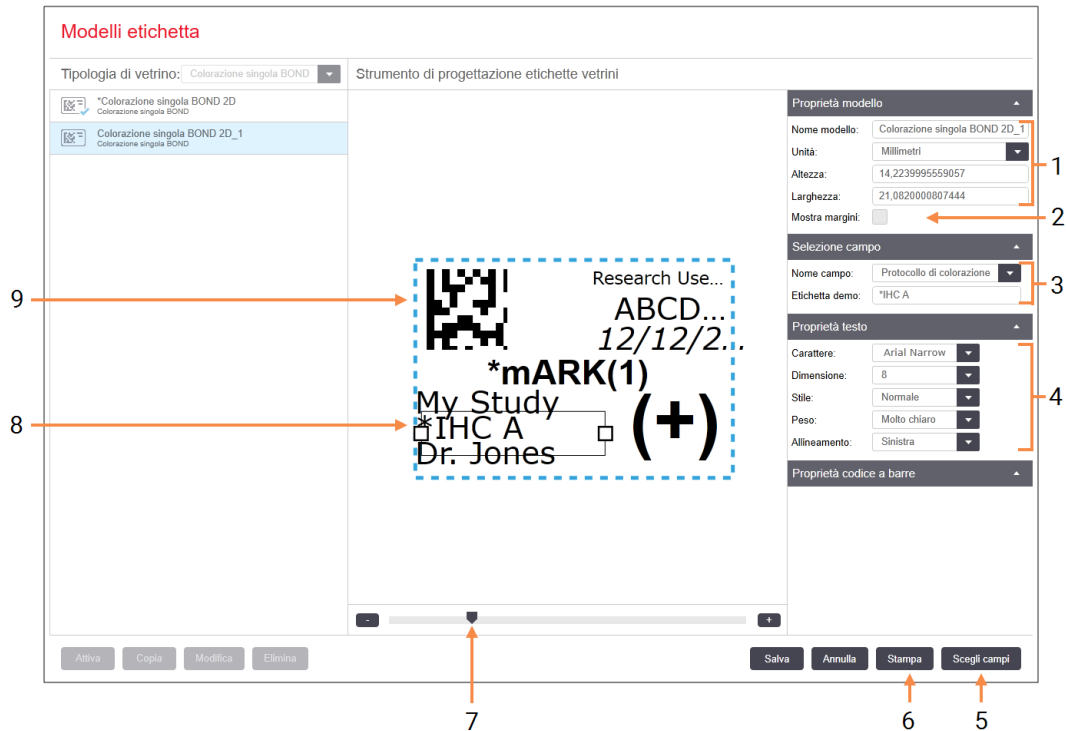 Modelli etichetta
Tipologia di vetrino: Colorazione singola BOND
Strumento di progettazione etichette vetrini
*Colorazione singola BOND 2D
Colorazione singola BOND
Colorazione singola BOND 2D_1
Colorazione singola BOND
Proprietà modello
Nome modello: Colorazione singola BOND 2D_1
Unità: Millimetri
Altezza: 14,2239995559057
Larghezza: 21,0820000807444
Mostra margini:
1
2
Selezione campo
Nome campo: Protocollo di colorazione
Etichetta demo: *IHC A
3
Proprietà testo
Carattere: Arial Narrow
Dimensione: 8
Stile: Normale
Peso: Molto chiaro
Allineamento: Sinistra
4
Proprietà codice a barre
9
Research Use...
ABCD...
12/12/2...
*mARK(1)
My Study
(+)
8
*IHC A
Dr. Jones
-
+
Attiva
Copia
Modifica
Elimina
Salva
Annulla
Stampa
Scegli campi
7
6
5